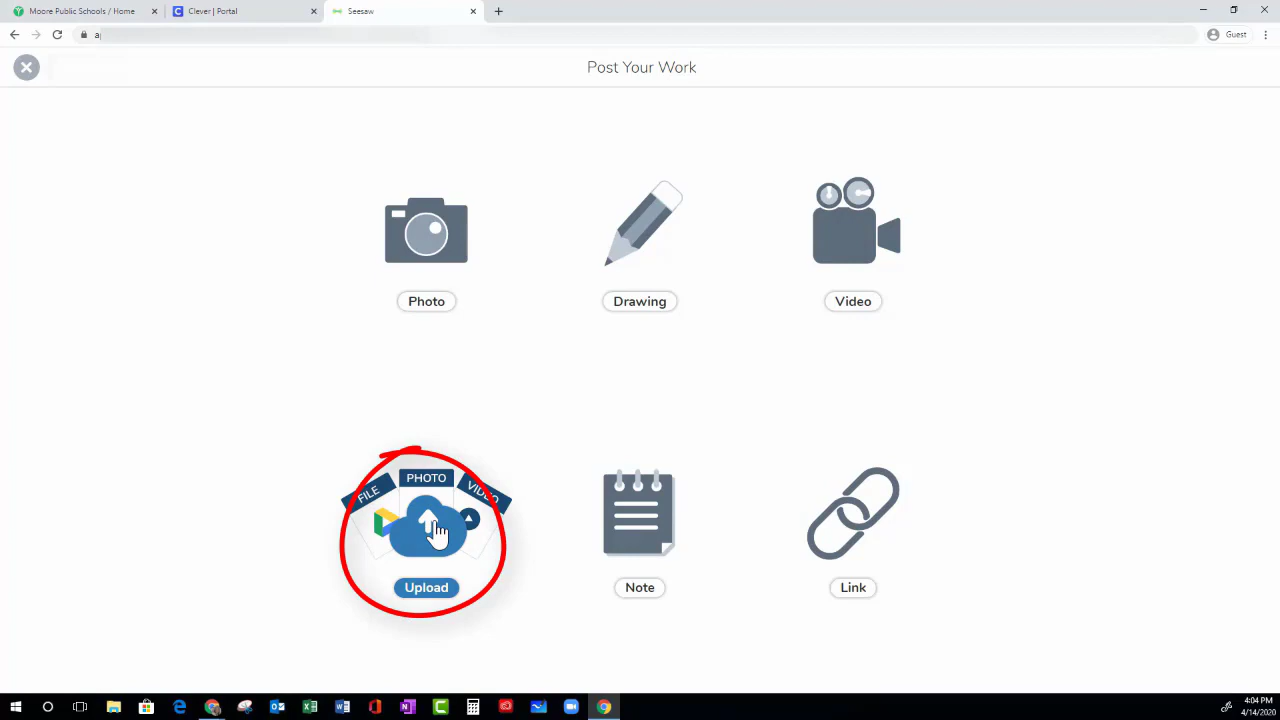 Moore Public Schools / Home
Clever | Portal
Seesaw
Guest
Post Your Work
Photo
Drawing
Video
FILE
PHOTO
VIDEO
Upload
Note
Link
4:04 PM
4/14/2020